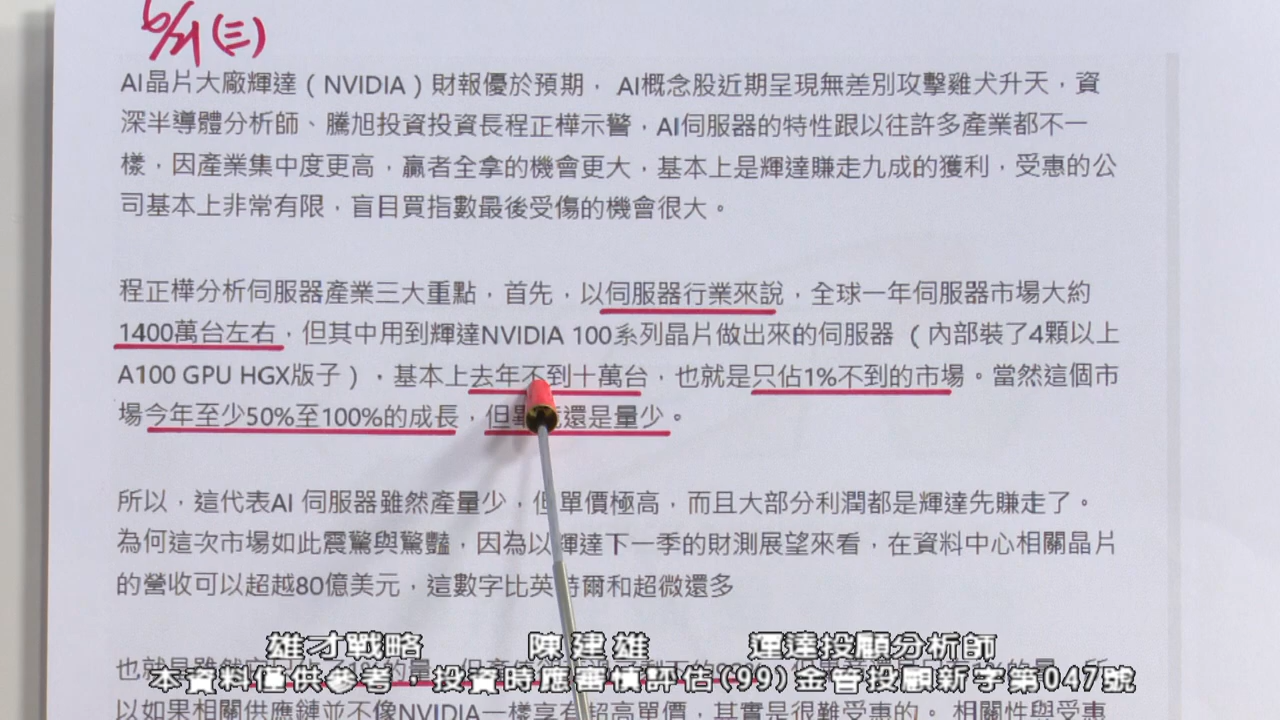 6/21(三)
AI晶片大廠輝達（NVIDIA）財報優於預期，AI概念股近期呈現無差別攻擊雞犬升天，資
深半導體分析師、騰旭投資投資長程正樺示警，AI伺服器的特性跟以往許多產業都不一
樣，因產業集中度更高，贏者全拿的機會更大，基本上是輝達賺走九成的獲利，受惠的公
司基本上非常有限，盲目買指數最後受傷的機會很大。
程正樺分析伺服器產業三大重點，首先，以伺服器行業來說，全球一年伺服器市場大約
1400萬台左右，但其中用到輝達NVIDIA 100系列晶片做出來的伺服器（內部裝了4顆以上
A100 GPU HGX版子），基本上去年不到十萬台，也就是只佔1%不到的市場。當然這個市
場今年至少50%至100%的成長，但還是量少。
所以，這代表AI 伺服器雖然產量少，但單價極高，而且大部分利潤都是輝達先賺走了。
為何這次市場如此震驚與驚豔，因為以輝達下一季的財測展望來看，在資料中心相關晶片
的營收可以超越80億美元，這數字比英特爾和超微還多
雄才戰略 陳建雄 運達投顧分析師
本資料僅供參考，投資時應審慎評估(99)金管投顧新字第047號
以如果相關供應鏈並不像NVIDIA一樣享有超高單價，其實是很難受惠的。相關性與受惠